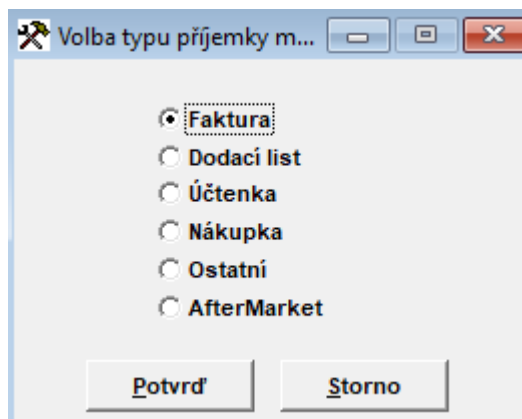 Volba typu příjemky m...
Faktura
Dodací list
Účtenka
Nákupka
Ostatní
AfterMarket
Potvrď Storno